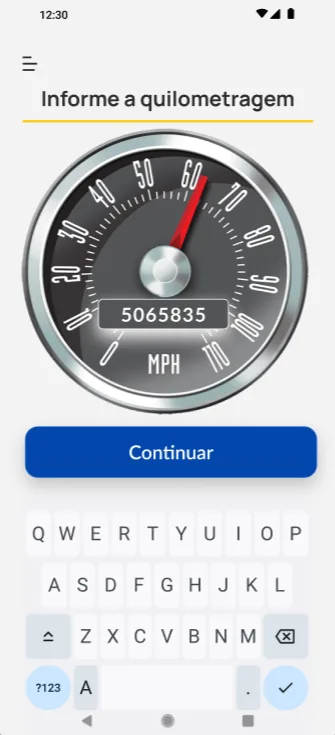 12:30
Informe a quilometragem
0
10
20
30
40
50
60
70
80
90
100
110
5065835
MPH
Continuar
Q W E R T Y U I O P
A S D F G H J K L
Z X C V B N M
?123 A .